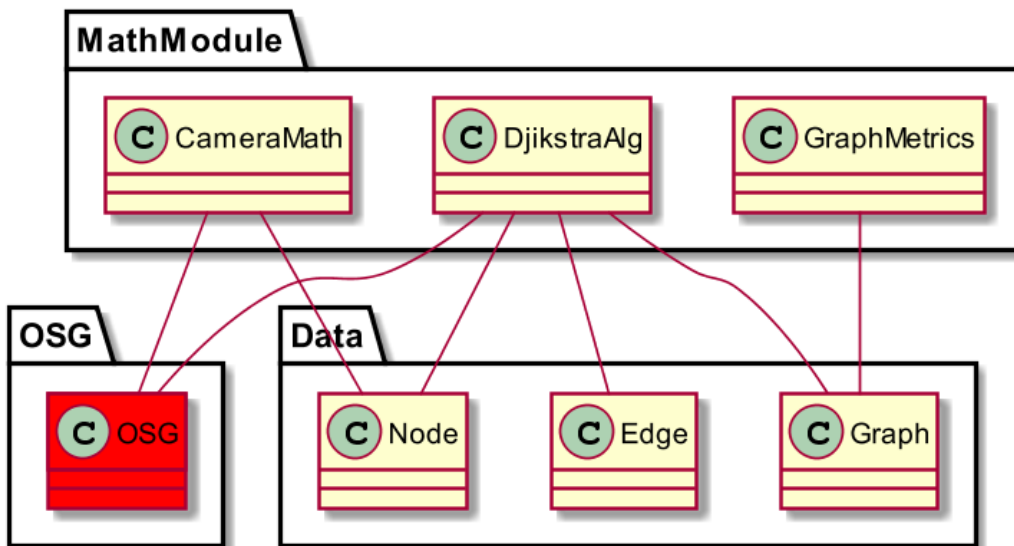 MathModule
C CameraMath
C DjikstraAlg
C GraphMetrics
OSG
Data
C OSG
C Node
C Edge
C Graph